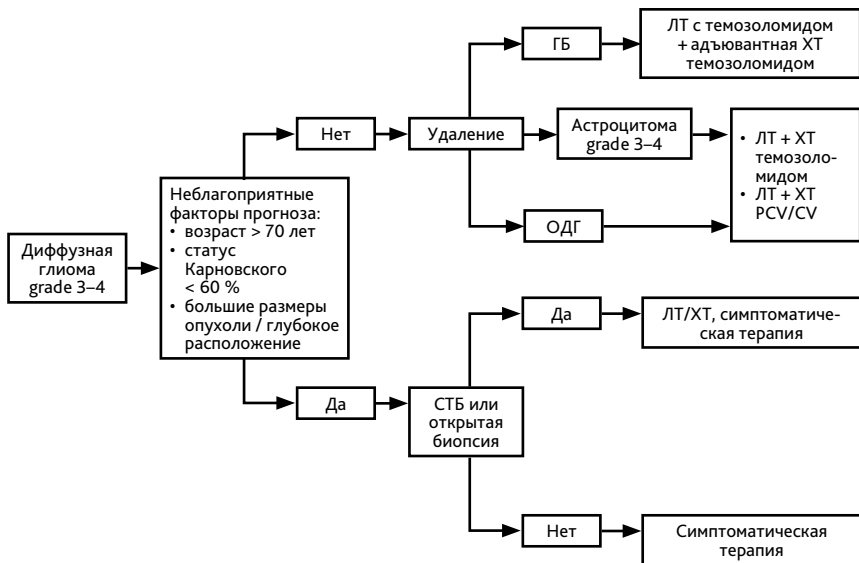 Диффузная
глиома
grade 3–4
Неблагоприятные
факторы прогноза:
• возраст > 70 лет
• статус
Карновского
< 60 %
• большие размеры
опухоли / глубокое
расположение
Нет
Удаление
ГБ
ЛТ с темозоломидом
+ адъювантная ХТ
темозоломидом
Астроцитома
grade 3–4
ОДГ
• ЛТ + ХТ
темозоло-
мидом
• ЛТ + ХТ
PCV/CV
Да
СТБ или
открытая
биопсия
Да
ЛТ/ХТ, симптоматиче-
ская терапия
Нет
Симптоматическая
терапия